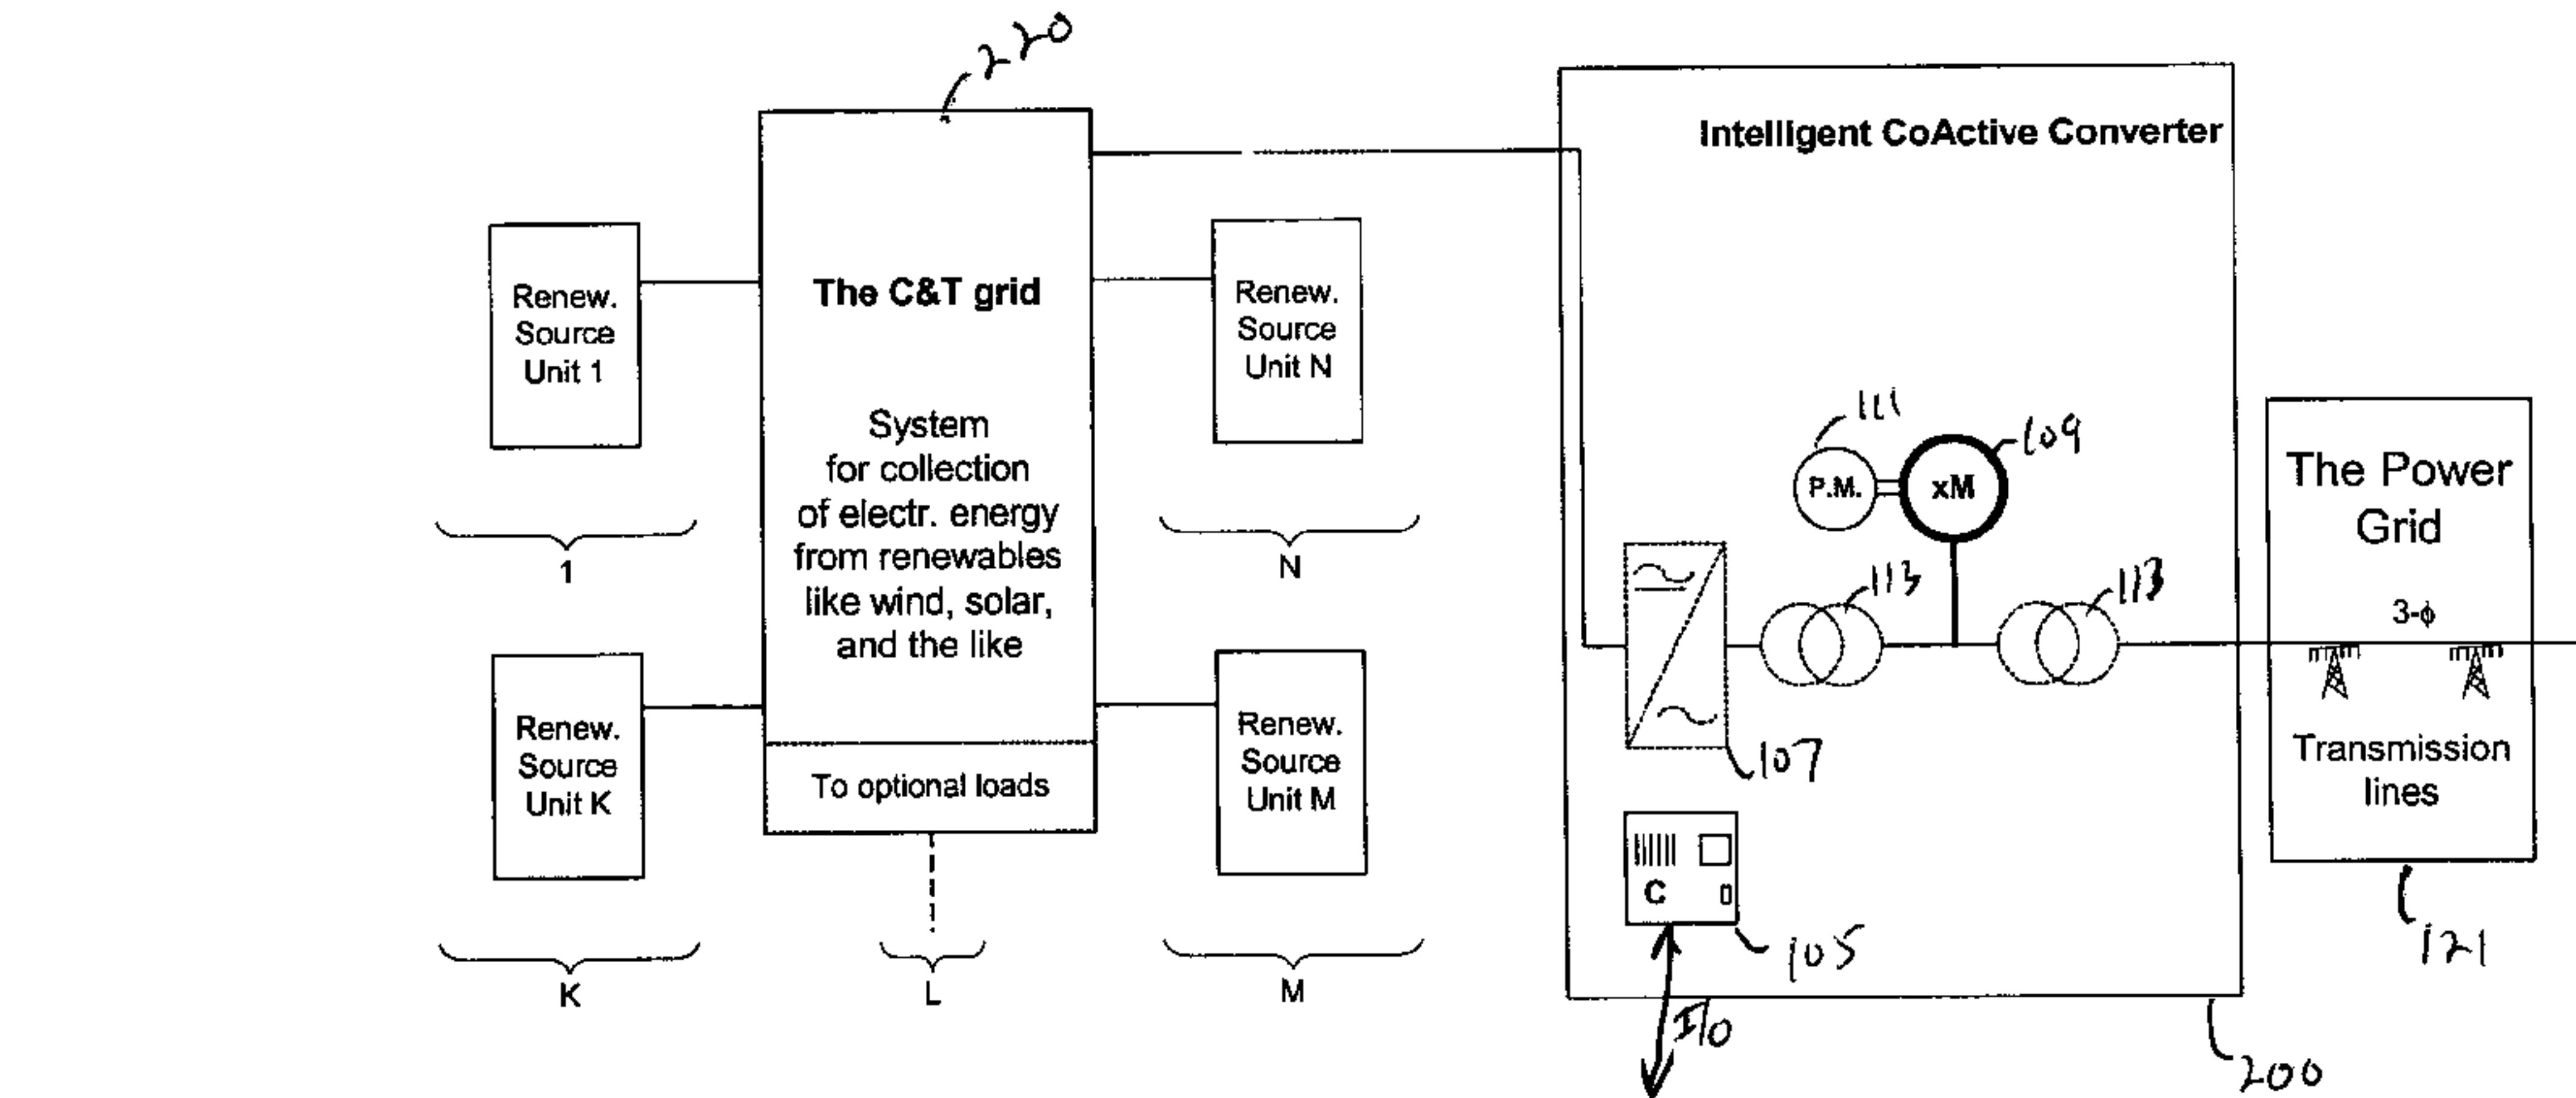 220
Intelligent CoActive Converter
Renew.
Source
Unit 1
1
The C&T grid
System
for collection
of electr. energy
from renewables
like wind, solar,
and the like
Renew.
Source
Unit N
N
Renew.
Source
Unit K
K
To optional loads
L
Renew.
Source
Unit M
M
111
109
P.M.
xM
113
113
107
C
105
I/O
200
The Power
Grid
3-ϕ
Transmission
lines
121